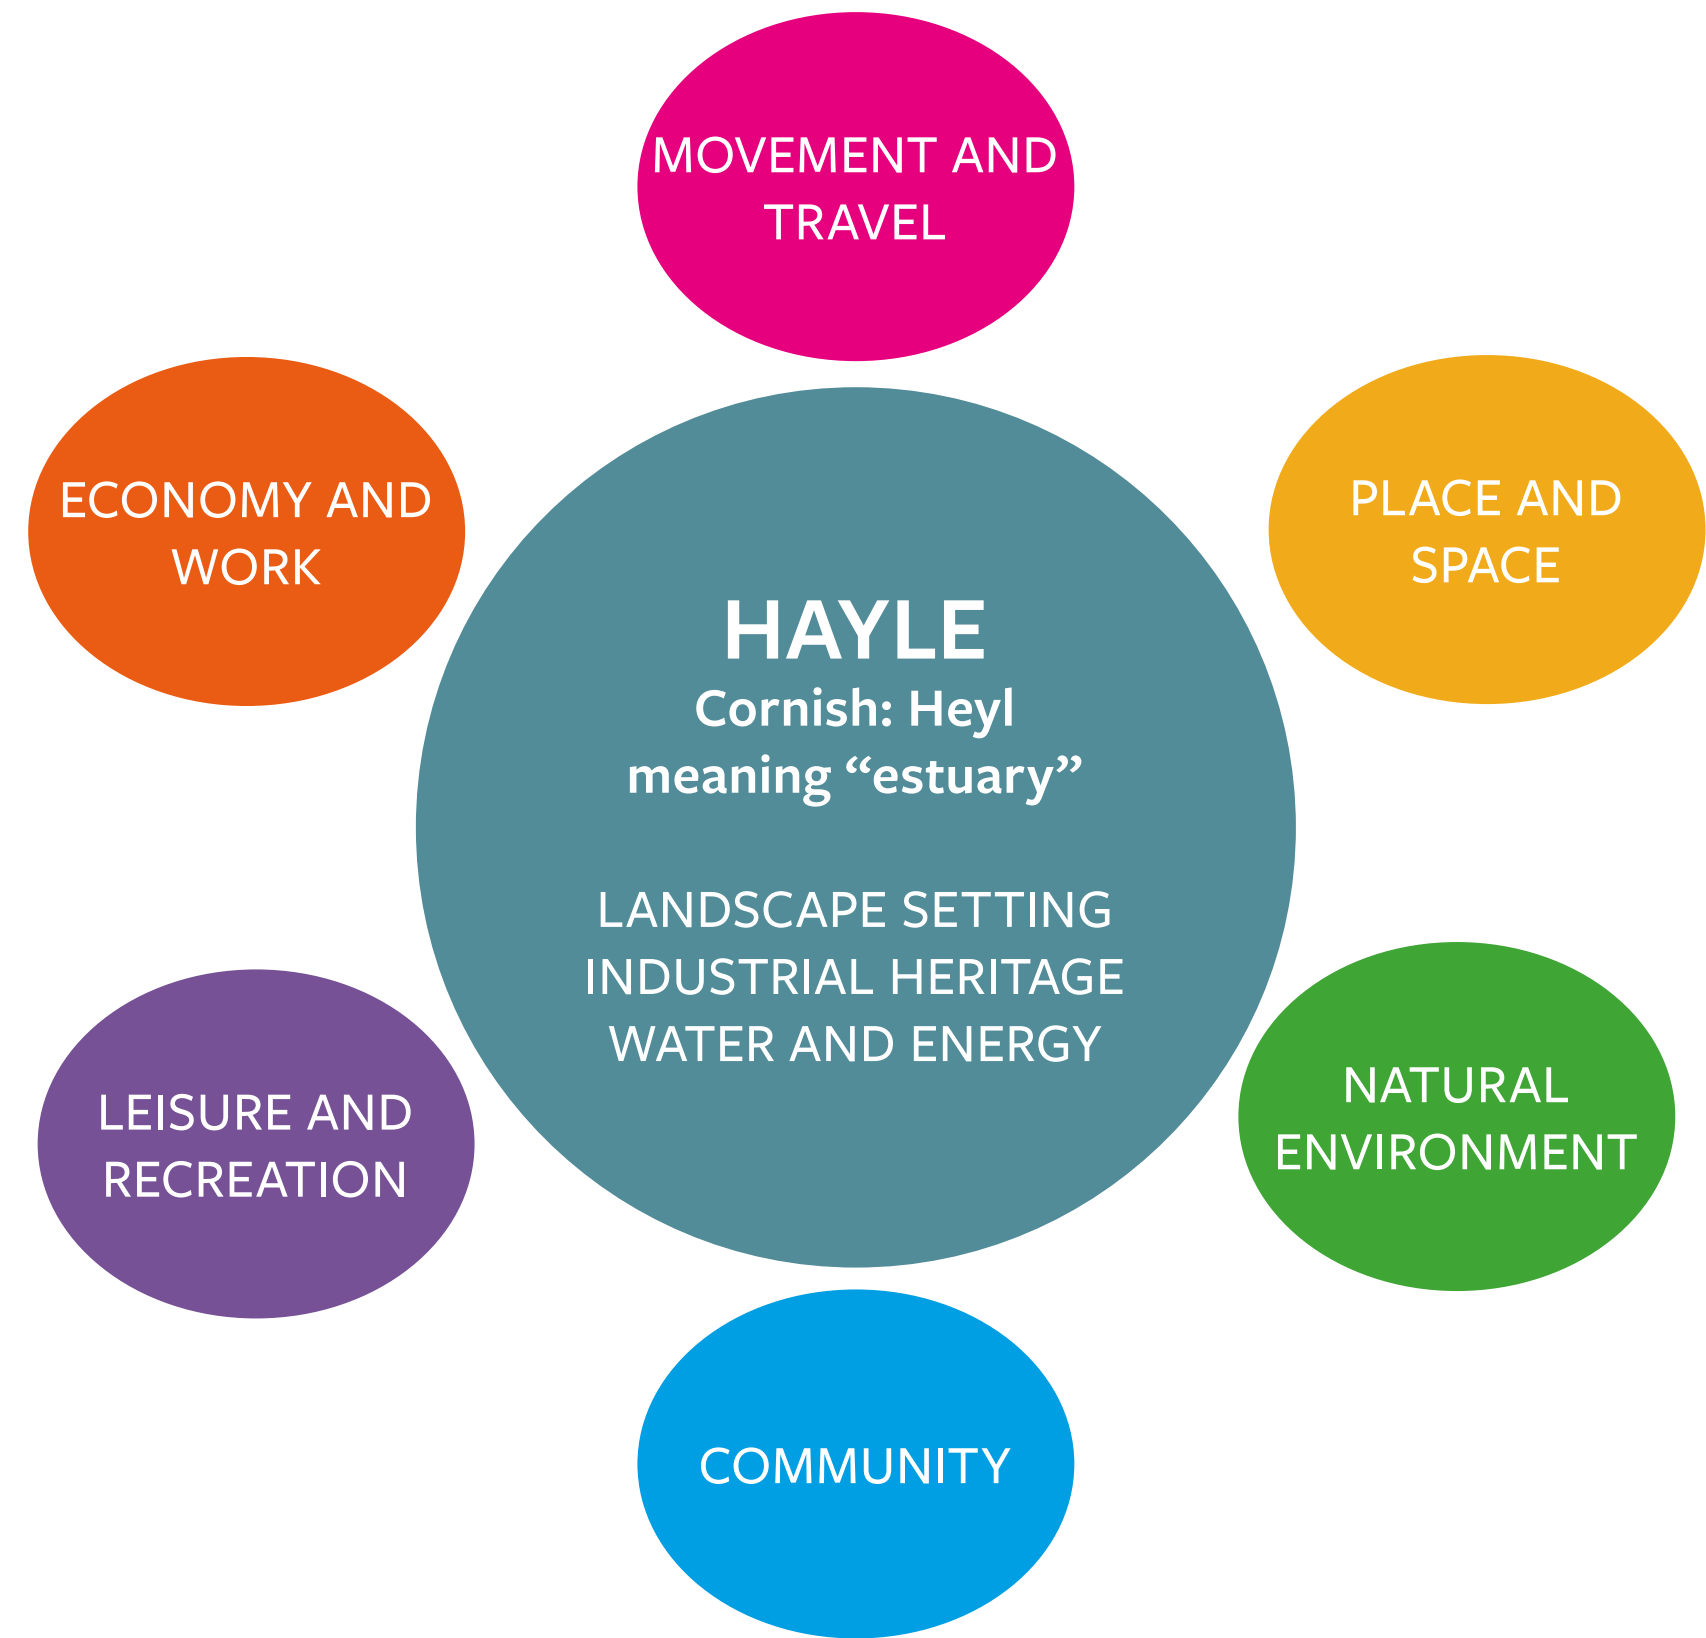 MOVEMENT AND
TRAVEL
ECONOMY AND
WORK
PLACE AND
SPACE
HAYLE
Cornish: Heyl
meaning “estuary”
LANDSCAPE SETTING
INDUSTRIAL HERITAGE
WATER AND ENERGY
LEISURE AND
RECREATION
NATURAL
ENVIRONMENT
COMMUNITY